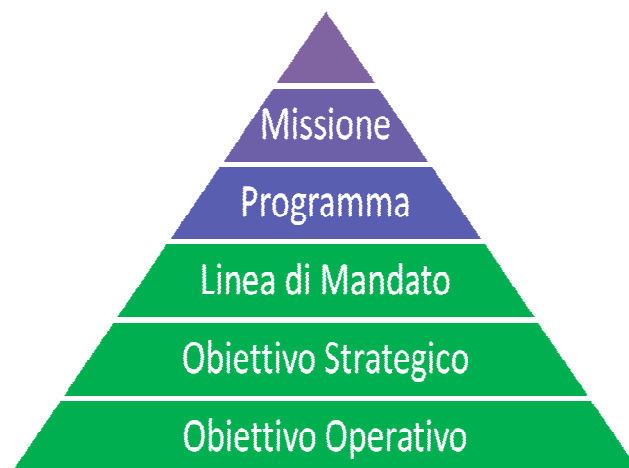 Missione
Programma
Linea di Mandato
Obiettivo Strategico
Obiettivo Operativo